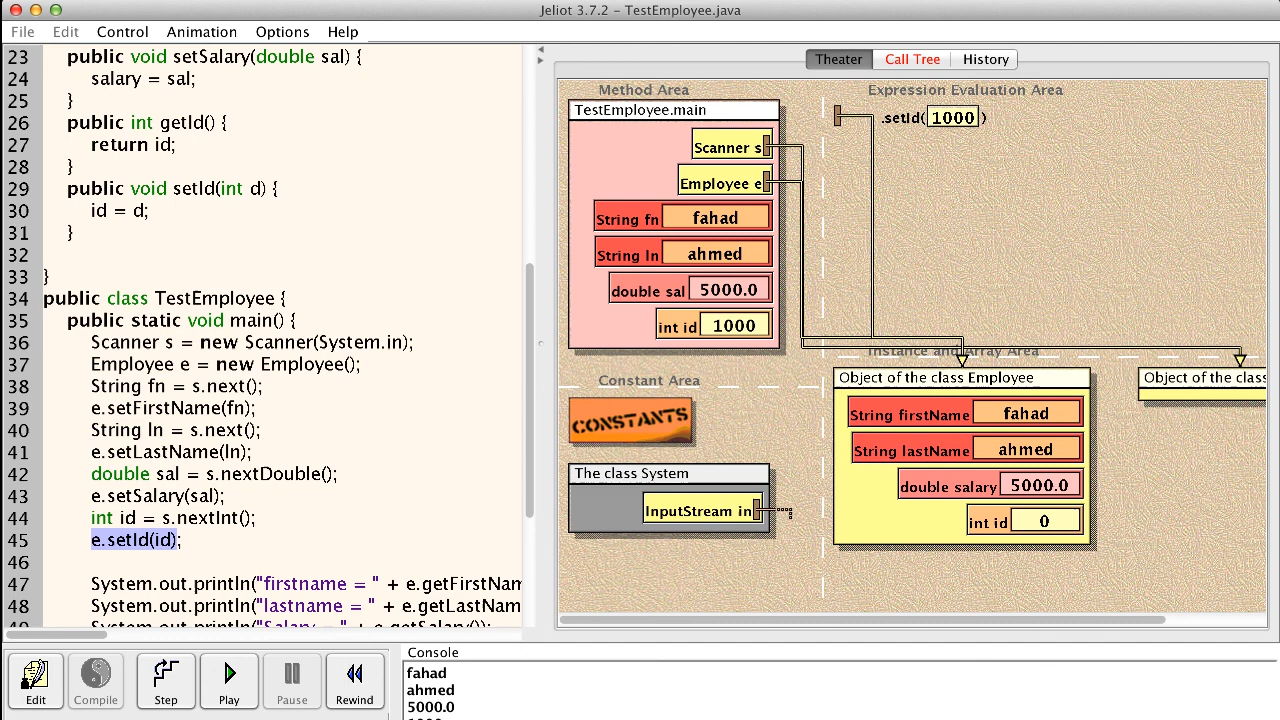 Jeliot 3.7.2 – TestEmployee.java
File Edit Control Animation Options Help
23 public void setSalary(double sal) {
24 salary = sal;
25 }
26 public int getId() {
27 return id;
28 }
29 public void setId(int d) {
30 id = d;
31 }
32
33 }
34 public class TestEmployee {
35 public static void main() {
36 Scanner s = new Scanner(System.in);
37 Employee e = new Employee();
38 String fn = s.next();
39 e.setFirstName(fn);
40 String ln = s.next();
41 e.setLastName(ln);
42 double sal = s.nextDouble();
43 e.setSalary(sal);
44 int id = s.nextInt();
45 e.setId(id);
46
47 System.out.println("firstname = " + e.getFirstNam
48 System.out.println("lastname = " + e.getLastNam
System.out.println("Salary = " + e.getSalary());
Theater Call Tree History
Method Area
TestEmployee.main
Scanner s
Employee e
String fn fahad
String ln ahmed
double sal 5000.0
int id 1000
Expression Evaluation Area
.setId( 1000 )
Constant Area
CONSTANTS
The class System
InputStream in
Instance and Array Area
Object of the class Employee
String firstName fahad
String lastName ahmed
double salary 5000.0
int id 0
Object of the class
Edit Compile Step Play Pause Rewind
Console
fahad
ahmed
5000.0